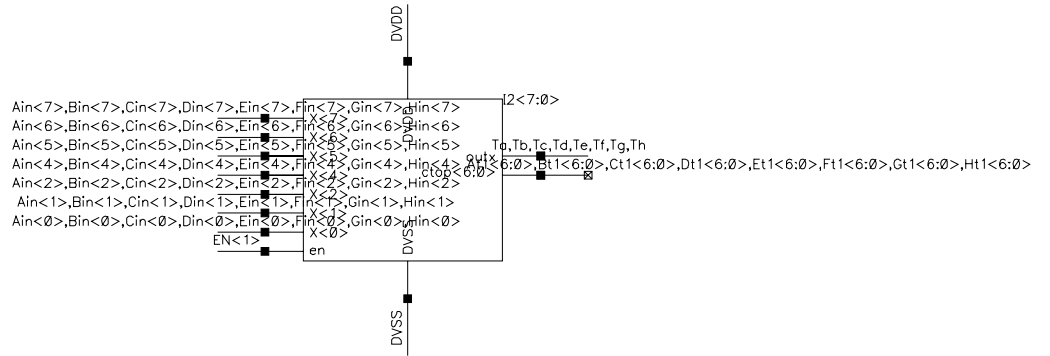 DVDD
I2<7:0>
Ain<7>,Bin<7>,Cin<7>,Din<7>,Ein<7>,Fin<7>,Gin<7>,Hin<7>
X<7>
DVDD
Ain<6>,Bin<6>,Cin<6>,Din<6>,Ein<6>,Fin<6>,Gin<6>,Hin<6>
X<6>
Ain<5>,Bin<5>,Cin<5>,Din<5>,Ein<5>,Fin<5>,Gin<5>,Hin<5>
X<5>
Ta,Tb,Tc,Td,Te,Tf,Tg,Th
outx
Ain<4>,Bin<4>,Cin<4>,Din<4>,Ein<4>,Fin<4>,Gin<4>,Hin<4>
X<4>
ctop<6:0>
At1<6:0>,Bt1<6:0>,Ct1<6:0>,Dt1<6:0>,Et1<6:0>,Ft1<6:0>,Gt1<6:0>,Ht1<6:0>
Ain<2>,Bin<2>,Cin<2>,Din<2>,Ein<2>,Fin<2>,Gin<2>,Hin<2>
X<2>
Ain<1>,Bin<1>,Cin<1>,Din<1>,Ein<1>,Fin<1>,Gin<1>,Hin<1>
X<1>
Ain<0>,Bin<0>,Cin<0>,Din<0>,Ein<0>,Fin<0>,Gin<0>,Hin<0>
X<0>
DVSS
EN<1>
en
DVSS